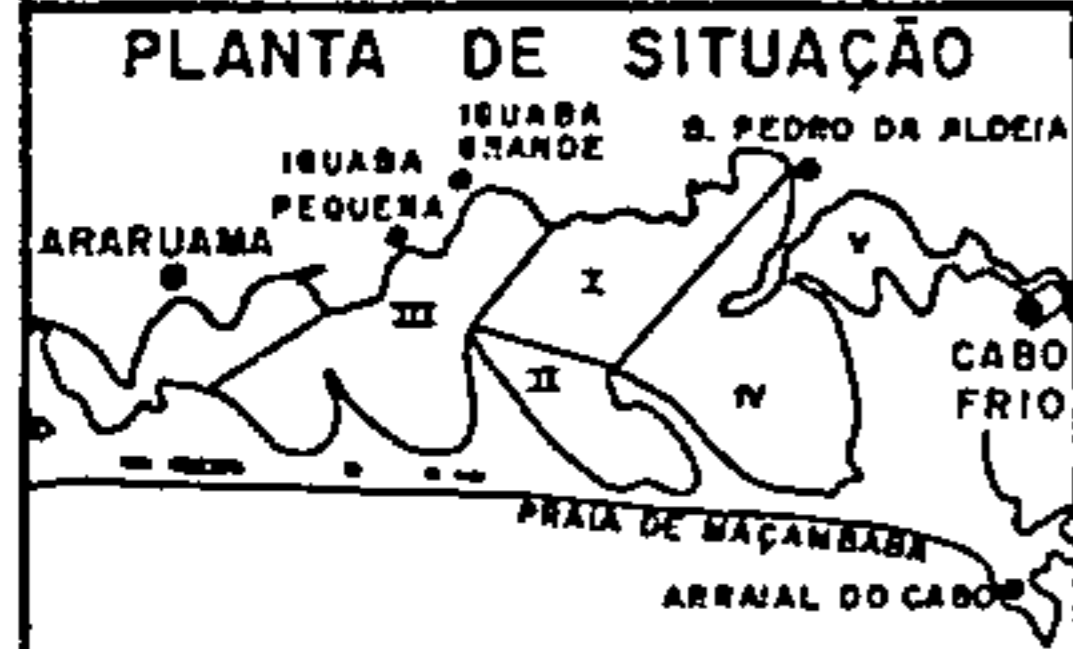 PLANTA DE SITUAÇÃO
IGUABA
GRANDE
S. PEDRO DA ALDEIA
IGUABA
PEQUENA
ARARUAMA
V
I
III
CABO
FRIO
II
IV
PRAIA DE MAÇAMBABA
ARRAIAL DO CABO